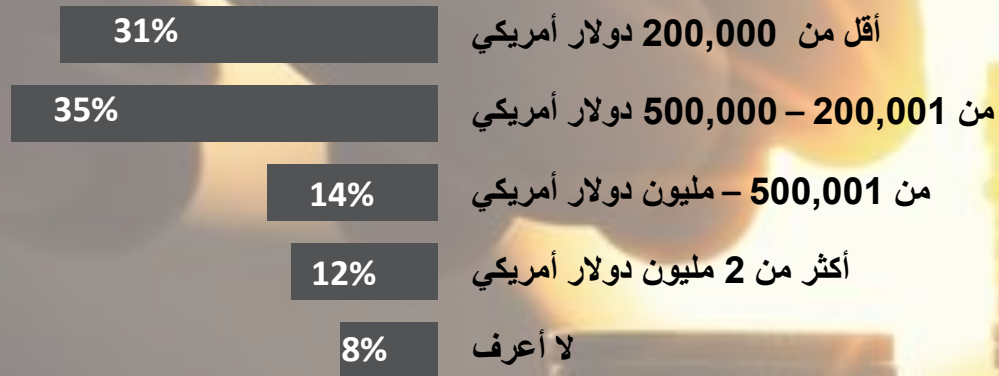 أقل من 200,000 دولار أمريكي 31%
من 200,001 – 500,000 دولار أمريكي 35%
من 500,001 – مليون دولار أمريكي 14%
أكثر من 2 مليون دولار أمريكي 12%
لا أعرف 8%